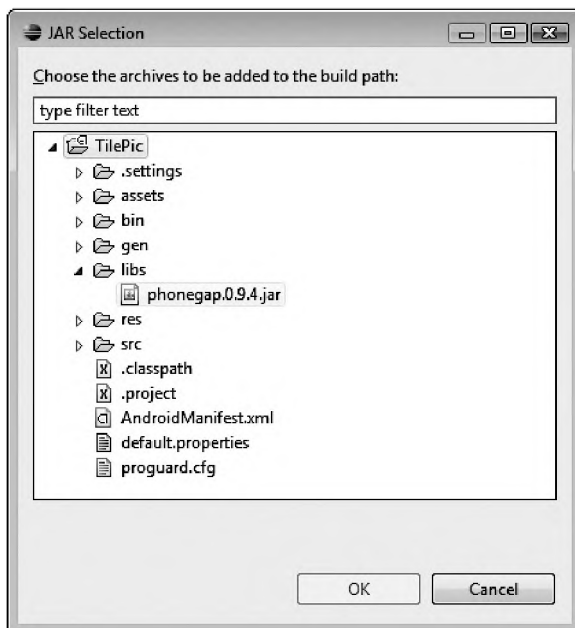 JAR Selection
Choose the archives to be added to the build path:
type filter text
TilePic
.settings
assets
bin
gen
libs
phonegap.0.9.4.jar
res
src
.classpath
.project
AndroidManifest.xml
default.properties
proguard.cfg
OK
Cancel